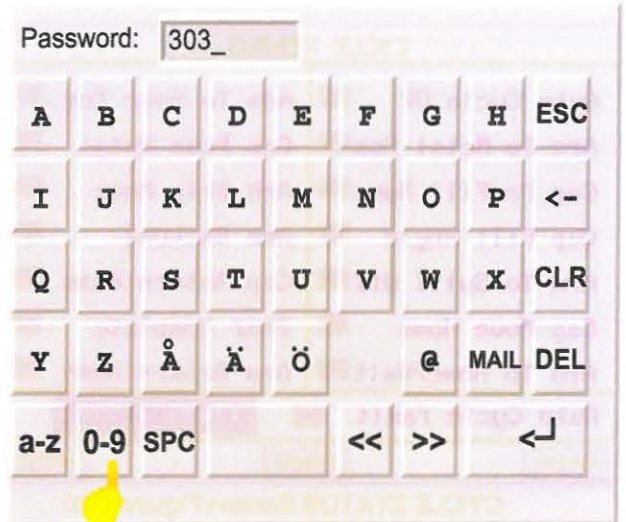 Password: 303_
A B C D E F G H ESC
I J K L M N O P <-
Q R S T U V W X CLR
Y Z Å Ä Ö @ MAIL DEL
a-z 0-9 SPC << >> ↵